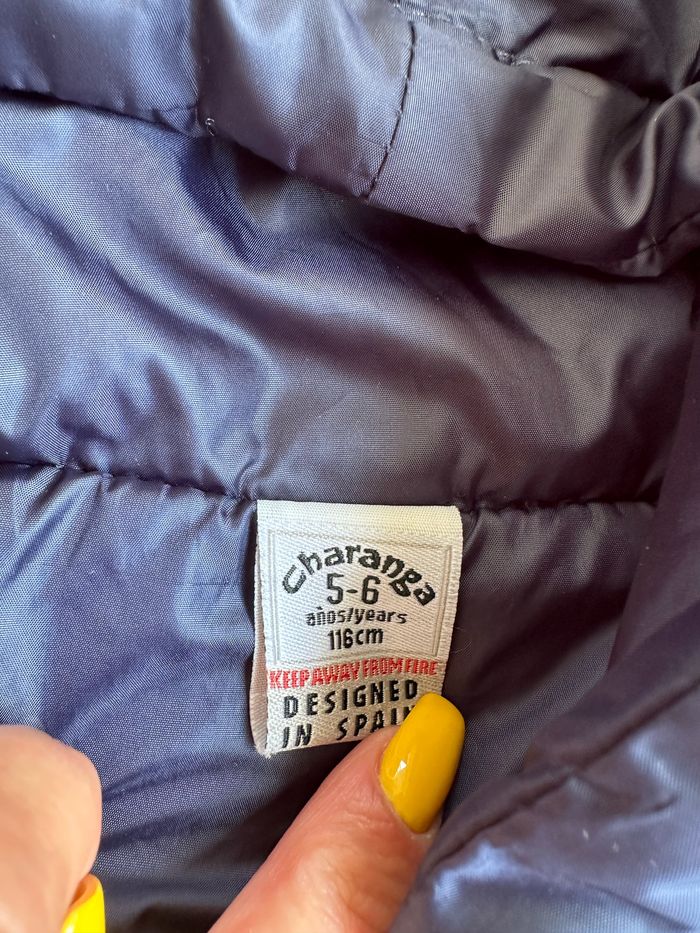 Charanga
5-6
años/years
116cm
KEEP AWAY FROM FIRE
DESIGNED
IN SPAIN